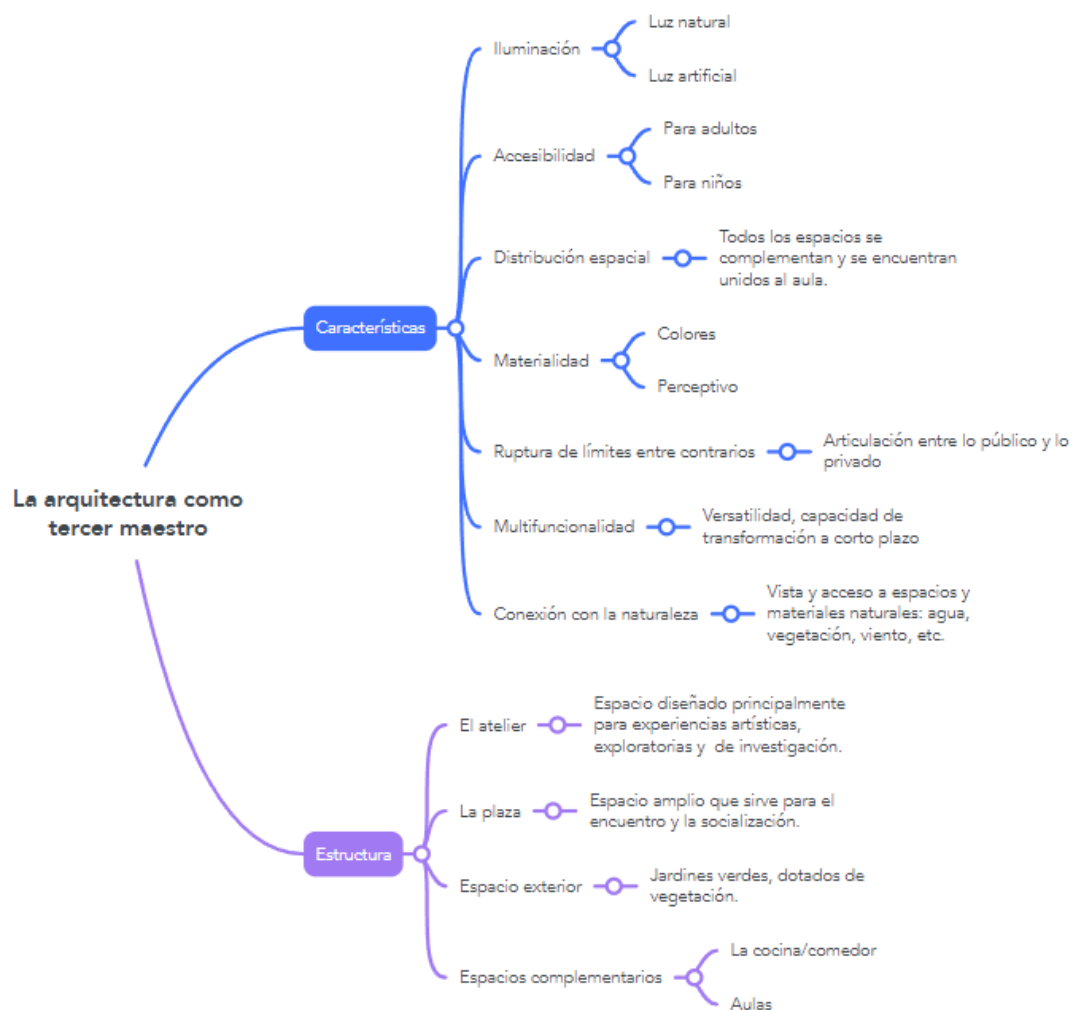 La arquitectura como
tercer maestro
Características
Iluminación
Luz natural
Luz artificial
Accesibilidad
Para adultos
Para niños
Distribución espacial
Todos los espacios se
complementan y se encuentran
unidos al aula.
Materialidad
Colores
Perceptivo
Ruptura de límites entre contrarios
Articulación entre lo público y lo
privado
Multifuncionalidad
Versatilidad, capacidad de
transformación a corto plazo
Conexión con la naturaleza
Vista y acceso a espacios y
materiales naturales: agua,
vegetación, viento, etc.
Estructura
El atelier
Espacio diseñado principalmente
para experiencias artísticas,
exploratorias y  de investigación.
La plaza
Espacio amplio que sirve para el
encuentro y la socialización.
Espacio exterior
Jardines verdes, dotados de
vegetación.
Espacios complementarios
La cocina/comedor
Aulas